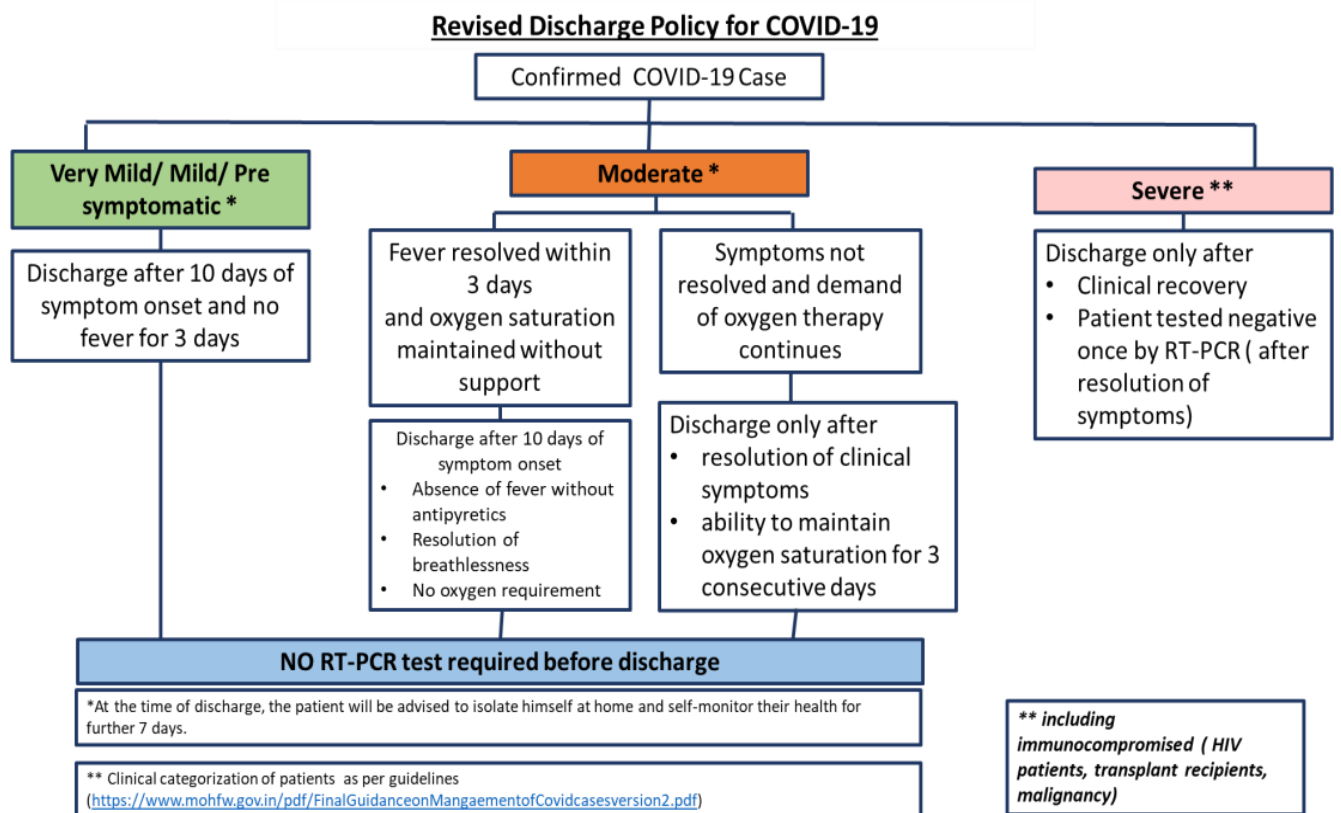 Revised Discharge Policy for COVID-19
Confirmed COVID-19 Case
Very Mild/ Mild/ Pre
symptomatic *
Discharge after 10 days of
symptom onset and no
fever for 3 days
Moderate *
Fever resolved within
3 days
and oxygen saturation
maintained without
support
Discharge after 10 days of
symptom onset
• Absence of fever without
antipyretics
• Resolution of
breathlessness
• No oxygen requirement
Symptoms not
resolved and demand
of oxygen therapy
continues
Discharge only after
• resolution of clinical
symptoms
• ability to maintain
oxygen saturation for 3
consecutive days
Severe **
Discharge only after
• Clinical recovery
• Patient tested negative
once by RT-PCR ( after
resolution of
symptoms)
NO RT-PCR test required before discharge
*At the time of discharge, the patient will be advised to isolate himself at home and self-monitor their health for
further 7 days.
** Clinical categorization of patients as per guidelines
(https://www.mohfw.gov.in/pdf/FinalGuidanceonMangaementofCovidcasesversion2.pdf)
** including
immunocompromised ( HIV
patients, transplant recipients,
malignancy)